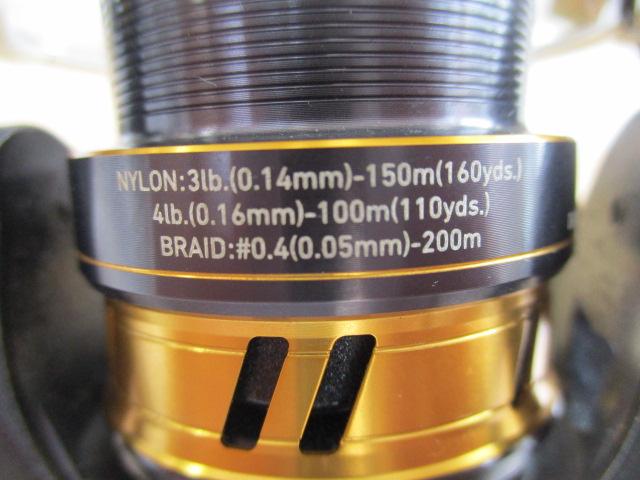 NYLON:3lb.(0.14mm)-150m(160yds.)
4lb.(0.16mm)-100m(110yds.)
BRAID:#0.4(0.05mm)-200m